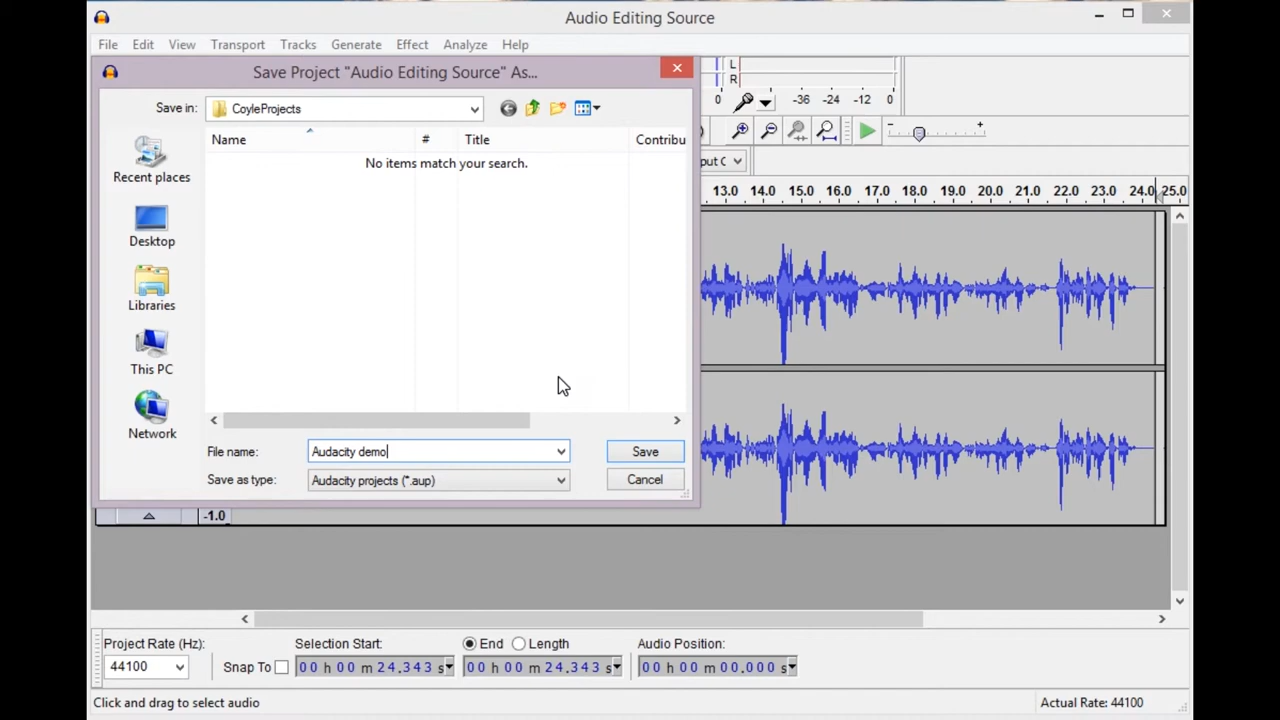 Audio Editing Source
File Edit View Transport Tracks Generate Effect Analyze Help
Save Project "Audio Editing Source" As...
L
R
0 -36 -24 -12 0
Save in: CoyleProjects
Name # Title Contribu
No items match your search.
13.0 14.0 15.0 16.0 17.0 18.0 19.0 20.0 21.0 22.0 23.0 24.0 25.0
Recent places
Desktop
Libraries
This PC
Network
File name: Audacity demo Save
Save as type: Audacity projects (*.aup) Cancel
-1.0
Project Rate (Hz): Selection Start: End Length Audio Position:
44100 Snap To 00 h 00 m 24.343 s 00 h 00 m 24.343 s 00 h 00 m 00.000 s
Click and drag to select audio Actual Rate: 44100